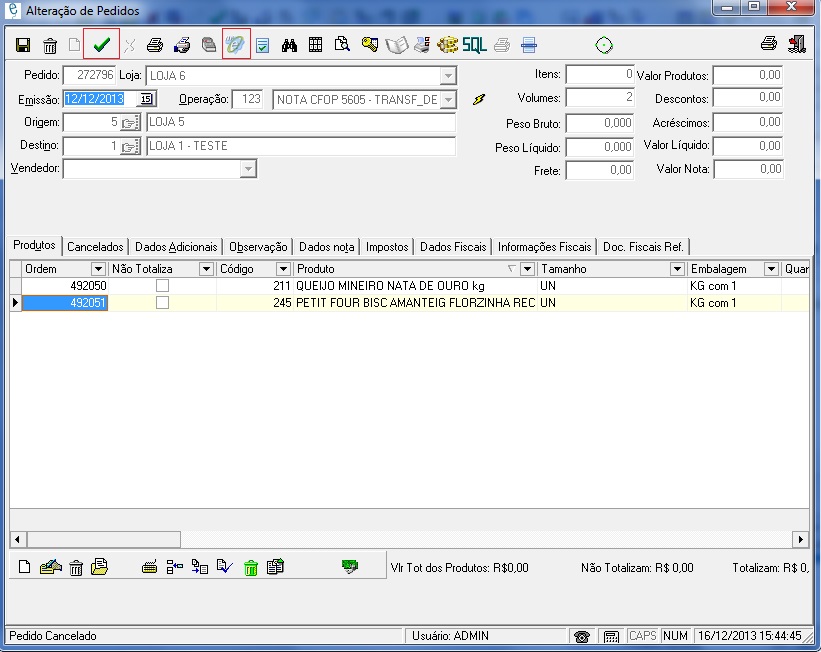 Alteração de Pedidos
SQL
Pedido: 272796 Loja: LOJA 6
Emissão: 12/12/2013 15 Operação: 123 NOTA CFOP 5605 - TRANSF_DE
Origem: 5 LOJA 5
Destino: 1 LOJA 1 - TESTE
Vendedor:
Itens: 0 Valor Produtos: 0,00
Volumes: 2 Descontos: 0,00
Peso Bruto: 0,000 Acréscimos: 0,00
Peso Líquido: 0,000 Valor Líquido: 0,00
Frete: 0,00 Valor Nota: 0,00
Produtos Cancelados Dados Adicionais Observação Dados nota Impostos Dados Fiscais Informações Fiscais Doc. Fiscais Ref.
Ordem Não Totaliza Código Produto Tamanho Embalagem Quan
492050 211 QUEIJO MINEIRO NATA DE OURO kg UN KG com 1
492051 245 PETIT FOUR BISC AMANTEIG FLORZINHA REC UN KG com 1
Vlr Tot dos Produtos: R$0,00 Não Totalizam: R$ 0,00 Totalizam: R$ 0,
Pedido Cancelado Usuário: ADMIN CAPS NUM 16/12/2013 15:44:45